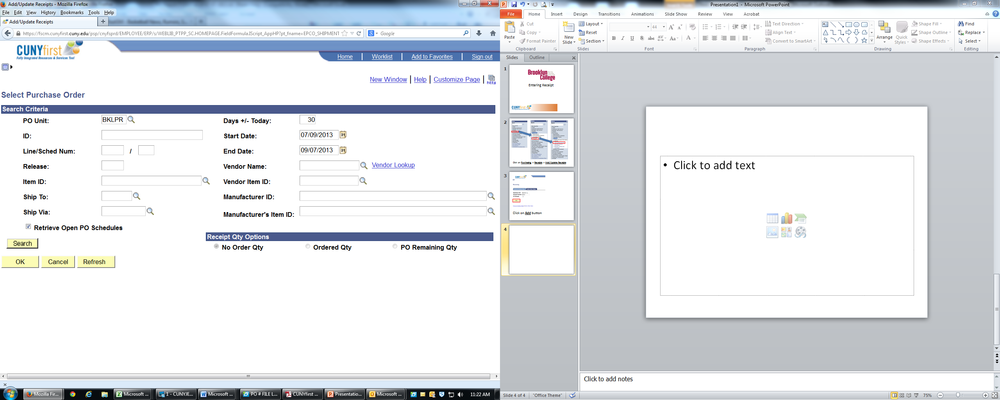 Add/Update Receipts - Mozilla Firefox
File Edit View History Bookmarks Tools Help
Add/Update Receipts
https://fscm.cunyfirst.cuny.edu/psp/cnyfsprd/EMPLOYEE/ERP/s/WEBLIB_PTPP_SC.HOMEPAGE.FieldFormula.IScript_AppHP?pt_fname=EPCO_SHIPMENT
Google
CUNYfirst
Fully Integrated Resources & Services Tool
Home Worklist Add to Favorites Sign out
New Window Help Customize Page http
Select Purchase Order
Search Criteria
PO Unit: BKLPR Days +/- Today: 30
ID: Start Date: 07/09/2013
Line/Sched Num: / End Date: 09/07/2013
Release: Vendor Name: Vendor Lookup
Item ID: Vendor Item ID:
Ship To: Manufacturer ID:
Ship Via: Manufacturer's Item ID:
Retrieve Open PO Schedules
Search
Receipt Qty Options
No Order Qty Ordered Qty PO Remaining Qty
OK Cancel Refresh
Mozilla Fir... Microsoft ... 1 - CUNYJE... Microsoft ... PO # FILE L... CUNYfirst ... Presentatio... Microsoft ... 11:22 AM
Presentation1 - Microsoft PowerPoint
File Home Insert Design Transitions Animations Slide Show Review View Acrobat
Paste Cut Copy Format Painter Clipboard
New Slide Layout Reset Section Slides
44 Font
Text Direction Align Text Convert to SmartArt Paragraph
Arrange Quick Styles Shape Fill Shape Outline Shape Effects Drawing
Find Replace Select Editing
Slides Outline
1
Brooklyn College
Entering Receipt
CUNYfirst
2
Click on Purchasing > Receipts > Add/Update Receipts
3
CUNYfirst
Click on Add button
4
Click to add text
Click to add notes
Slide 4 of 4 "Office Theme" 75%